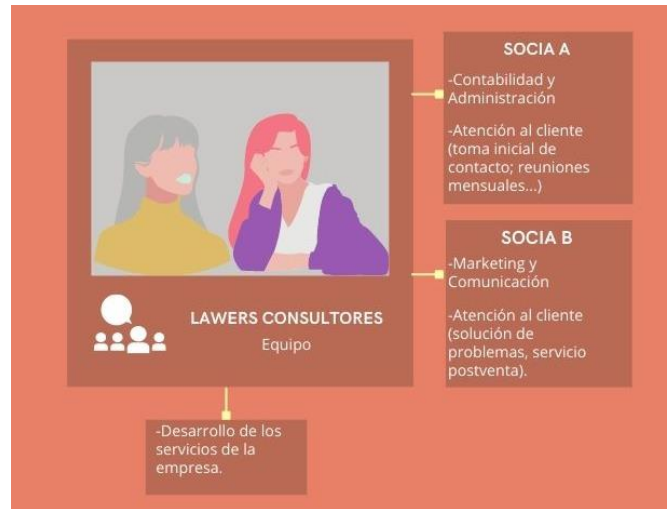 SOCIA A
-Contabilidad y
Administración
-Atención al cliente
(toma inicial de
contacto; reuniones
mensuales...)
SOCIA B
-Marketing y
Comunicación
-Atención al cliente
(solución de
problemas, servicio
postventa).
LAWERS CONSULTORES
Equipo
-Desarrollo de los
servicios de la
empresa.